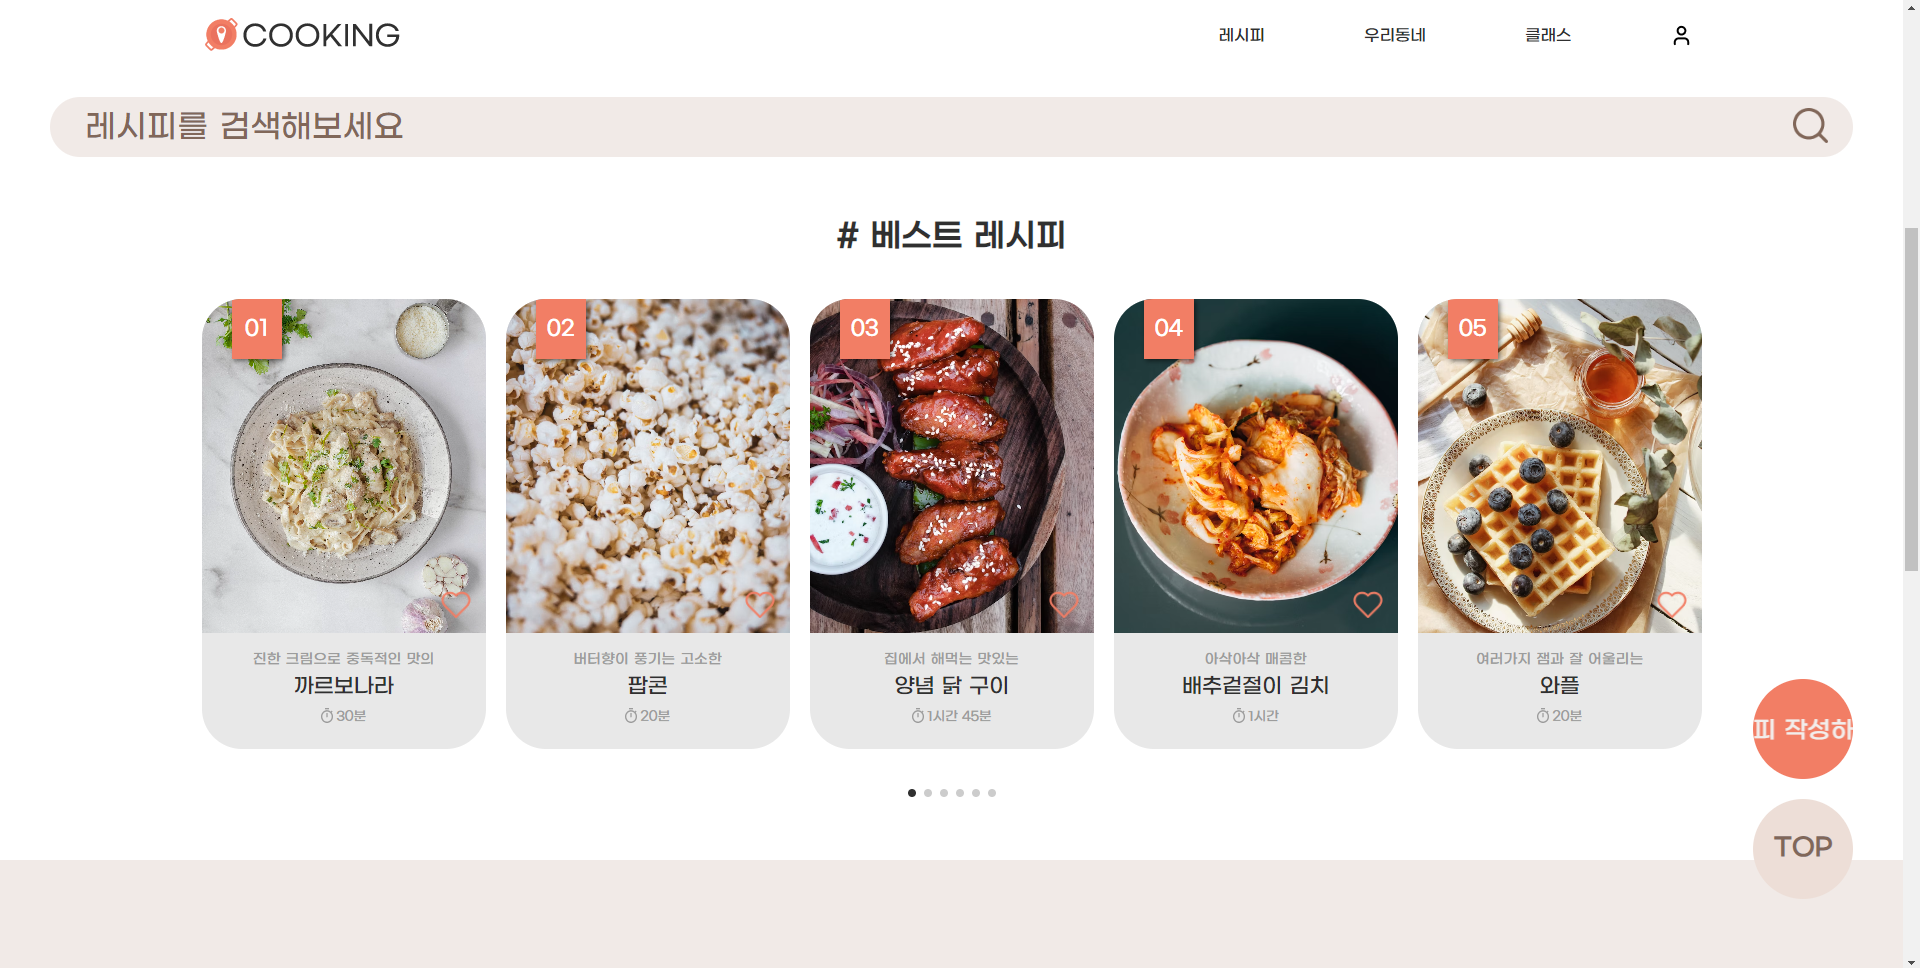 COOKING
레시피
우리동네
클래스
레시피를 검색해보세요
# 베스트 레시피
01
02
03
04
05
진한 크림으로 중독적인 맛의
까르보나라
30분
버터향이 풍기는 고소한
팝콘
20분
집에서 해먹는 맛있는
양념 닭 구이
1시간 45분
아삭아삭 매콤한
배추겉절이 김치
1시간
여러가지 잼과 잘 어울리는
와플
20분
피 작성하
TOP